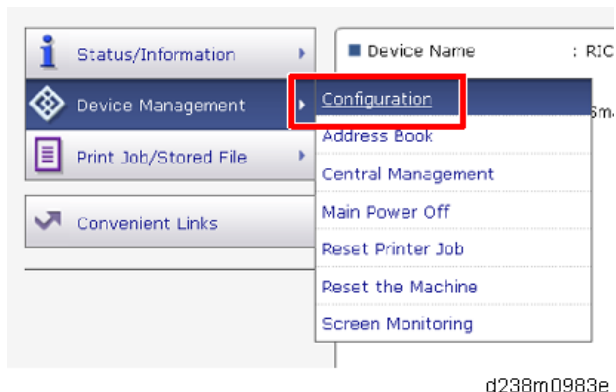 Status/Information
Device Name : RIC
Device Management
Configuration
Address Book
Print Job/Stored File
Central Management
Main Power Off
Convenient Links
Reset Printer Job
Reset the Machine
Screen Monitoring
d238m0983e